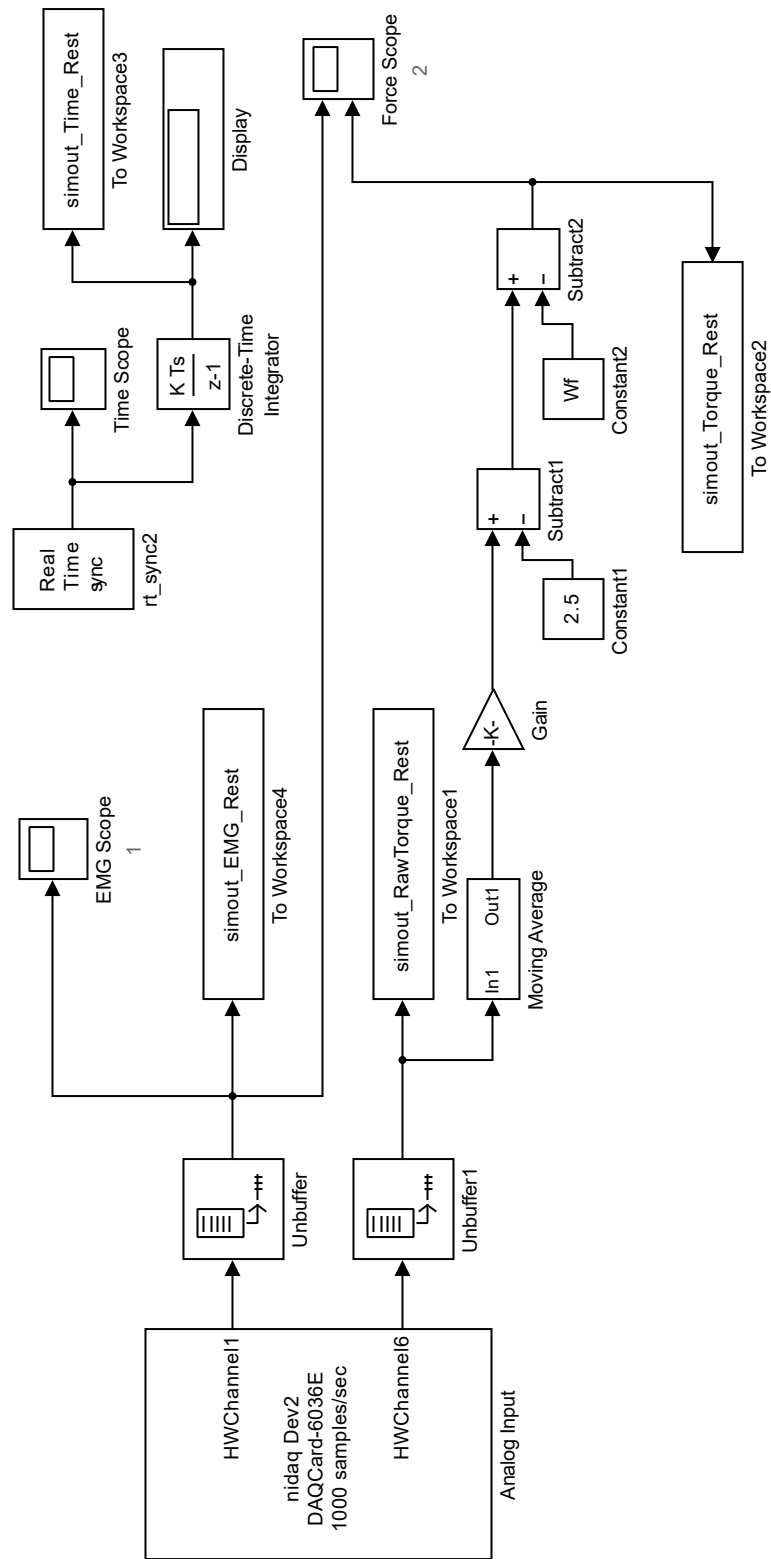 nidaq Dev2
DAQCard-6036E
1000 samples/sec
HWChannel1
HWChannel6
Analog Input
Unbuffer
Unbuffer1
EMG Scope
1
simout_EMG_Rest
To Workspace4
simout_RawTorque_Rest
To Workspace1
In1
Out1
Moving Average
-K-
Gain
2.5
Constant1
+
−
Subtract1
Wf
Constant2
+
−
Subtract2
Real
Time
sync
rt_sync2
Time Scope
K Ts
z-1
Discrete-Time
Integrator
simout_Time_Rest
To Workspace3
Display
Force Scope
2
simout_Torque_Rest
To Workspace2